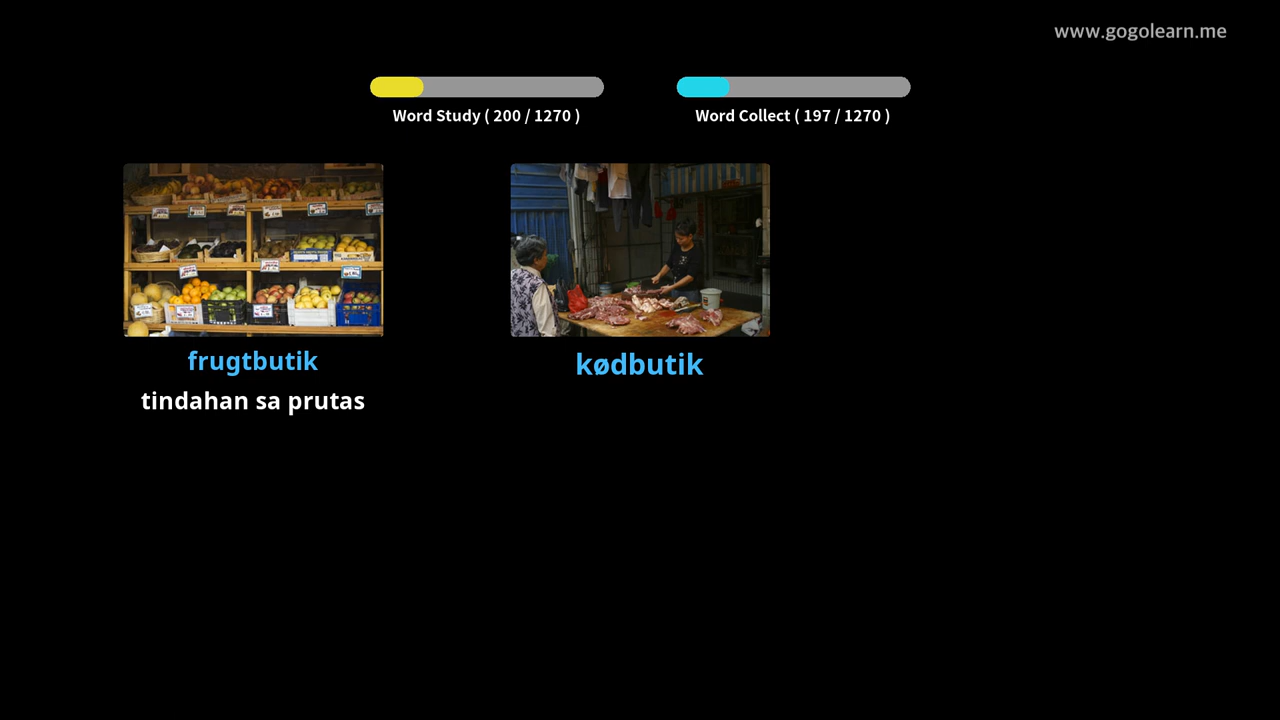 www.gogolearn.me
Word Study ( 200 / 1270 )
Word Collect ( 197 / 1270 )
frugtbutik
tindahan sa prutas
kødbutik